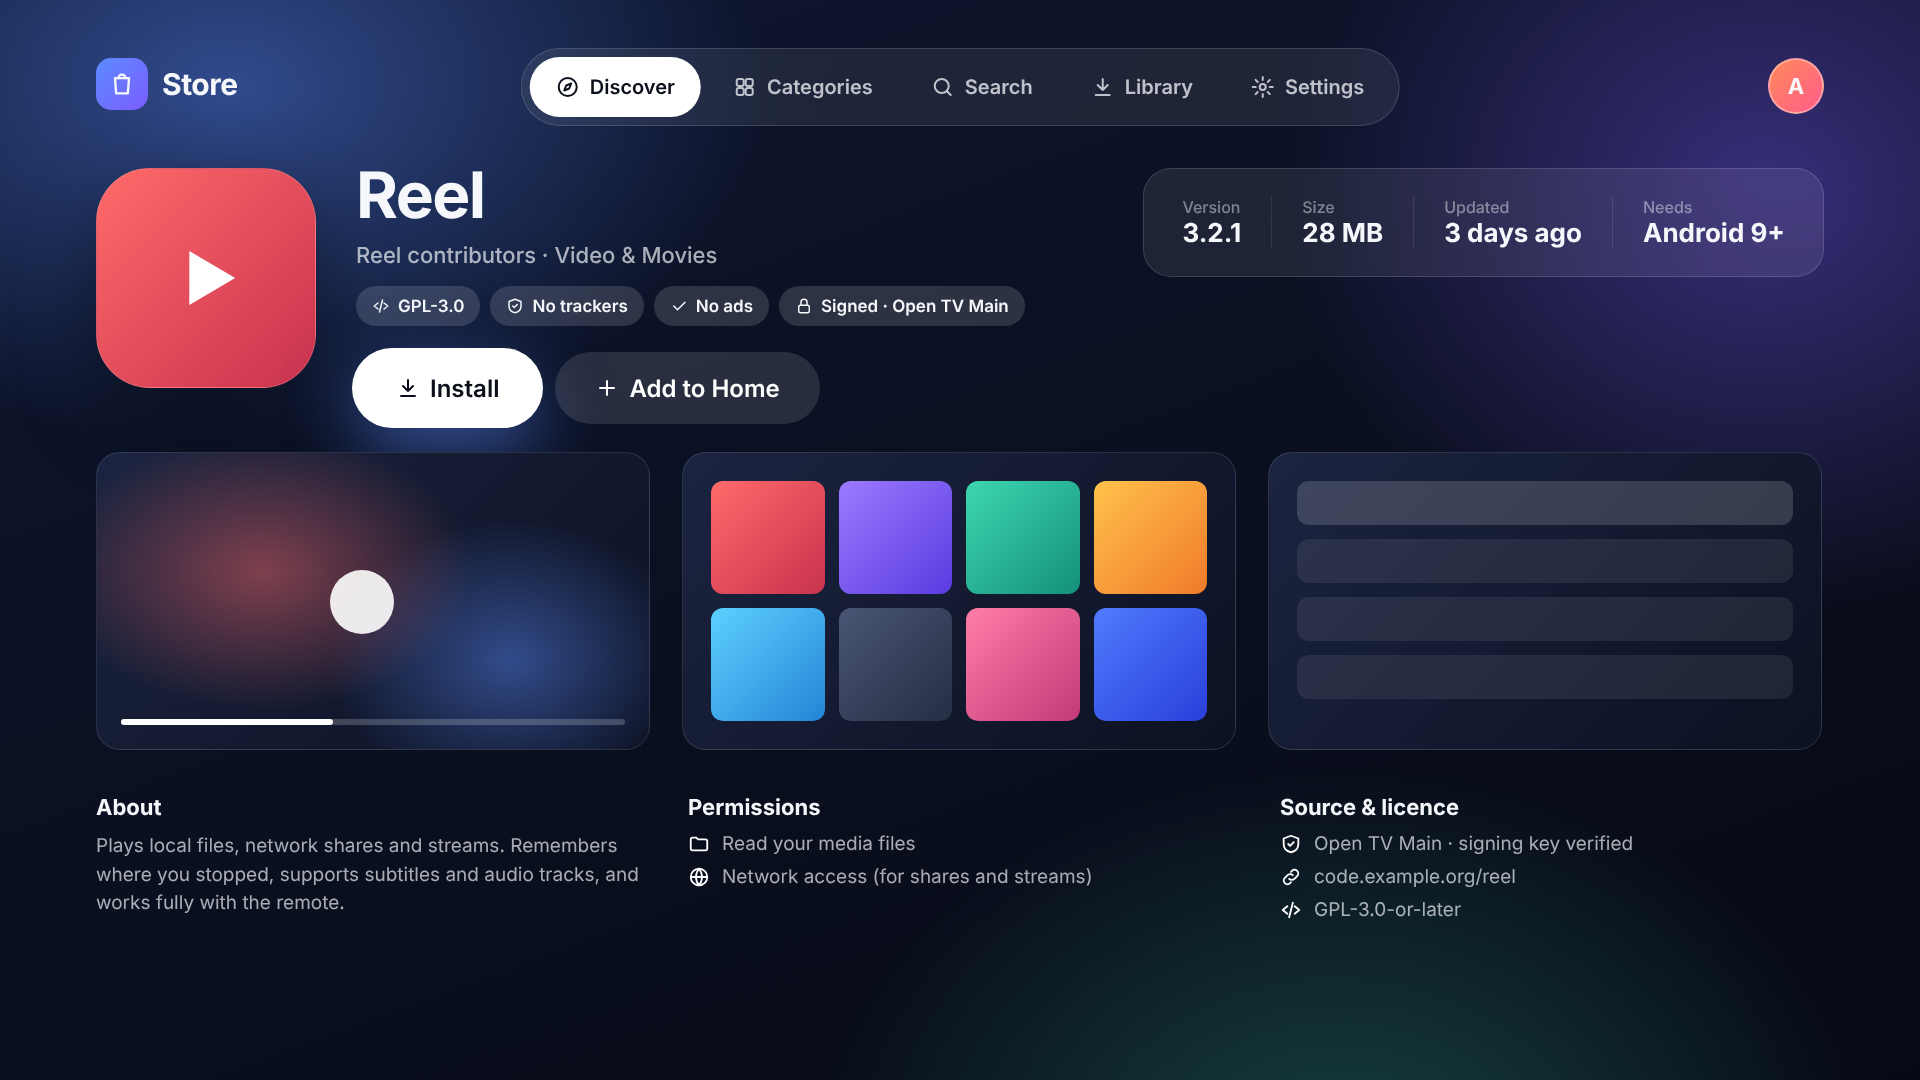 Store
Discover
Categories
Search
Library
Settings
A
Reel
Reel contributors · Video & Movies
GPL-3.0
No trackers
No ads
Signed · Open TV Main
Install
Add to Home
Version
3.2.1
Size
28 MB
Updated
3 days ago
Needs
Android 9+
About
Plays local files, network shares and streams. Remembers
where you stopped, supports subtitles and audio tracks, and
works fully with the remote.
Permissions
Read your media files
Network access (for shares and streams)
Source & licence
Open TV Main · signing key verified
code.example.org/reel
GPL-3.0-or-later